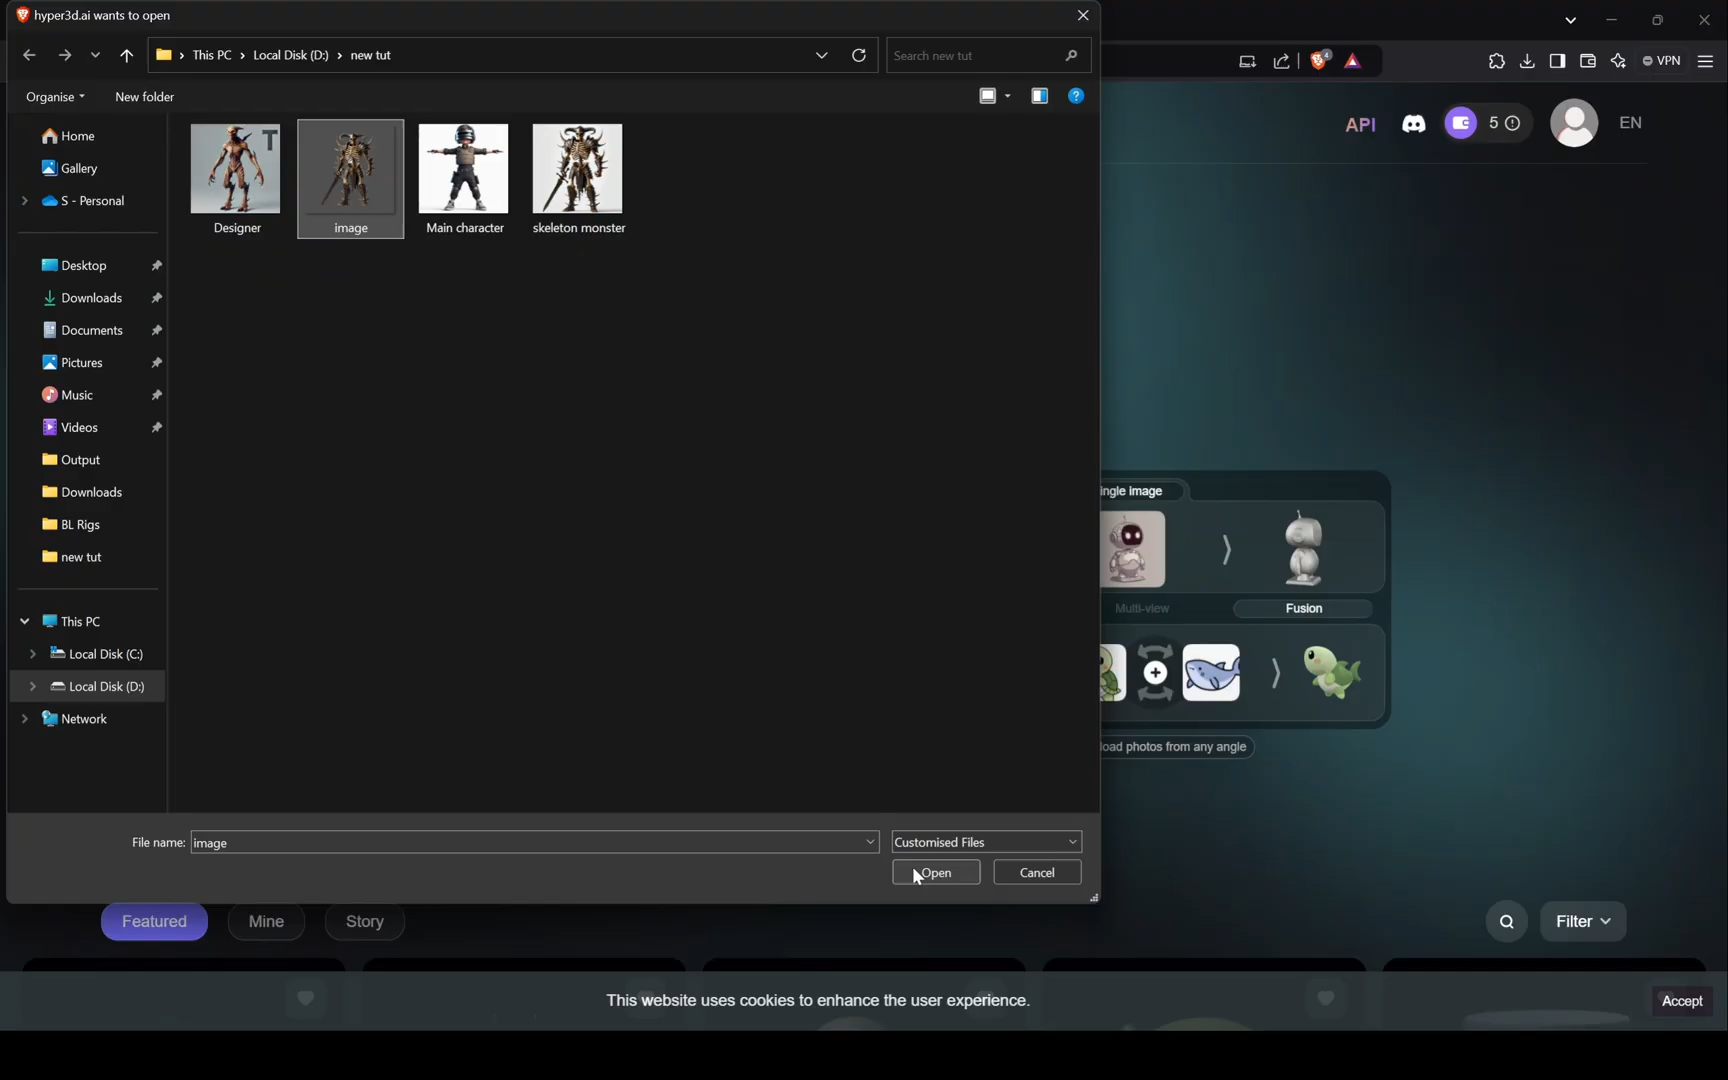 hyper3d.ai wants to open
This PC > Local Disk (D:) > new tut
Search new tut
VPN
Organise
New folder
API
5
EN
Home
Gallery
S - Personal
Designer
image
Main character
skeleton monster
T
Desktop
Downloads
Documents
Pictures
Music
Videos
Output
Downloads
BL Rigs
new tut
This PC
Local Disk (C:)
Local Disk (D:)
Network
ingle image
Multi-view
Fusion
load photos from any angle
File name: image
Customised Files
Open
Cancel
Featured
Mine
Story
Filter
This website uses cookies to enhance the user experience.
Accept